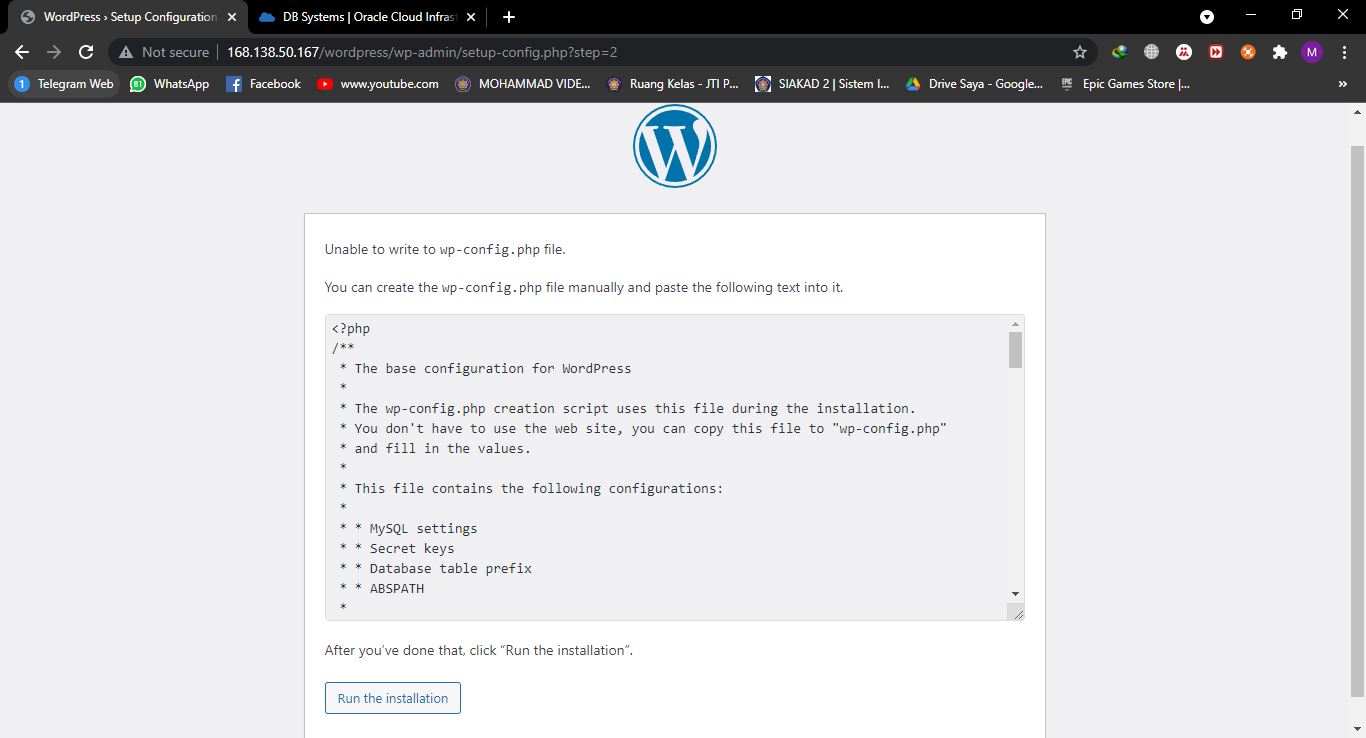 WordPress › Setup Configuration
DB Systems | Oracle Cloud Infrast
Not secure
168.138.50.167/wordpress/wp-admin/setup-config.php?step=2
M
1
Telegram Web
WhatsApp
Facebook
www.youtube.com
MOHAMMAD VIDE...
Ruang Kelas - JTI P...
SIAKAD 2 | Sistem I...
Drive Saya - Google...
EPIC
Epic Games Store |...
»
W
Unable to write to wp-config.php file.
You can create the wp-config.php file manually and paste the following text into it.
<?php
/**
* The base configuration for WordPress
*
* The wp-config.php creation script uses this file during the installation.
* You don't have to use the web site, you can copy this file to "wp-config.php"
* and fill in the values.
*
* This file contains the following configurations:
*
* * MySQL settings
* * Secret keys
* * Database table prefix
* * ABSPATH
*
After you've done that, click “Run the installation”.
Run the installation